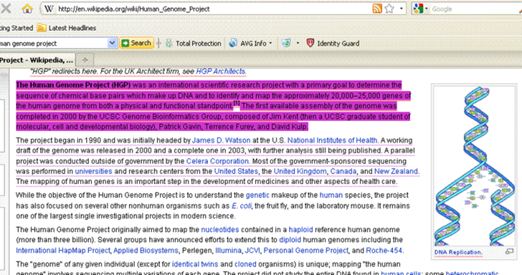 http://en.wikipedia.org/wiki/Human_Genome_Project
Google
ting Started Latest Headlines
an genome project Search Total Protection AVG Info Identity Guard
Project - Wikipedia, ...
"HGP" redirects here. For the UK Architect firm, see HGP Architects.
The Human Genome Project (HGP) was an international scientific research project with a primary goal to determine the
sequence of chemical base pairs which make up DNA and to identify and map the approximately 20,000–25,000 genes of
the human genome from both a physical and functional standpoint.[1] The first available assembly of the genome was
completed in 2000 by the UCSC Genome Bioinformatics Group, composed of Jim Kent (then a UCSC graduate student of
molecular, cell and developmental biology), Patrick Gavin, Terrence Furey, and David Kulp.
The project began in 1990 and was initially headed by James D. Watson at the U.S. National Institutes of Health. A working
draft of the genome was released in 2000 and a complete one in 2003, with further analysis still being published. A parallel
project was conducted outside of government by the Celera Corporation. Most of the government-sponsored sequencing
was performed in universities and research centers from the United States, the United Kingdom, Canada, and New Zealand.
The mapping of human genes is an important step in the development of medicines and other aspects of health care.
While the objective of the Human Genome Project is to understand the genetic makeup of the human species, the project
has also focused on several other nonhuman organisms such as E. coli, the fruit fly, and the laboratory mouse. It remains
one of the largest single investigational projects in modern science.
The Human Genome Project originally aimed to map the nucleotides contained in a haploid reference human genome
(more than three billion). Several groups have announced efforts to extend this to diploid human genomes including the
International HapMap Project, Applied Biosystems, Perlegen, Illumina, JCVI, Personal Genome Project, and Roche-454.
The "genome" of any given individual (except for identical twins and cloned organisms) is unique; mapping "the human
genome" involves sequencing multiple variations of each gene. The project did not study the entire DNA found in human cells; some heterochromatic
DNA Replication.